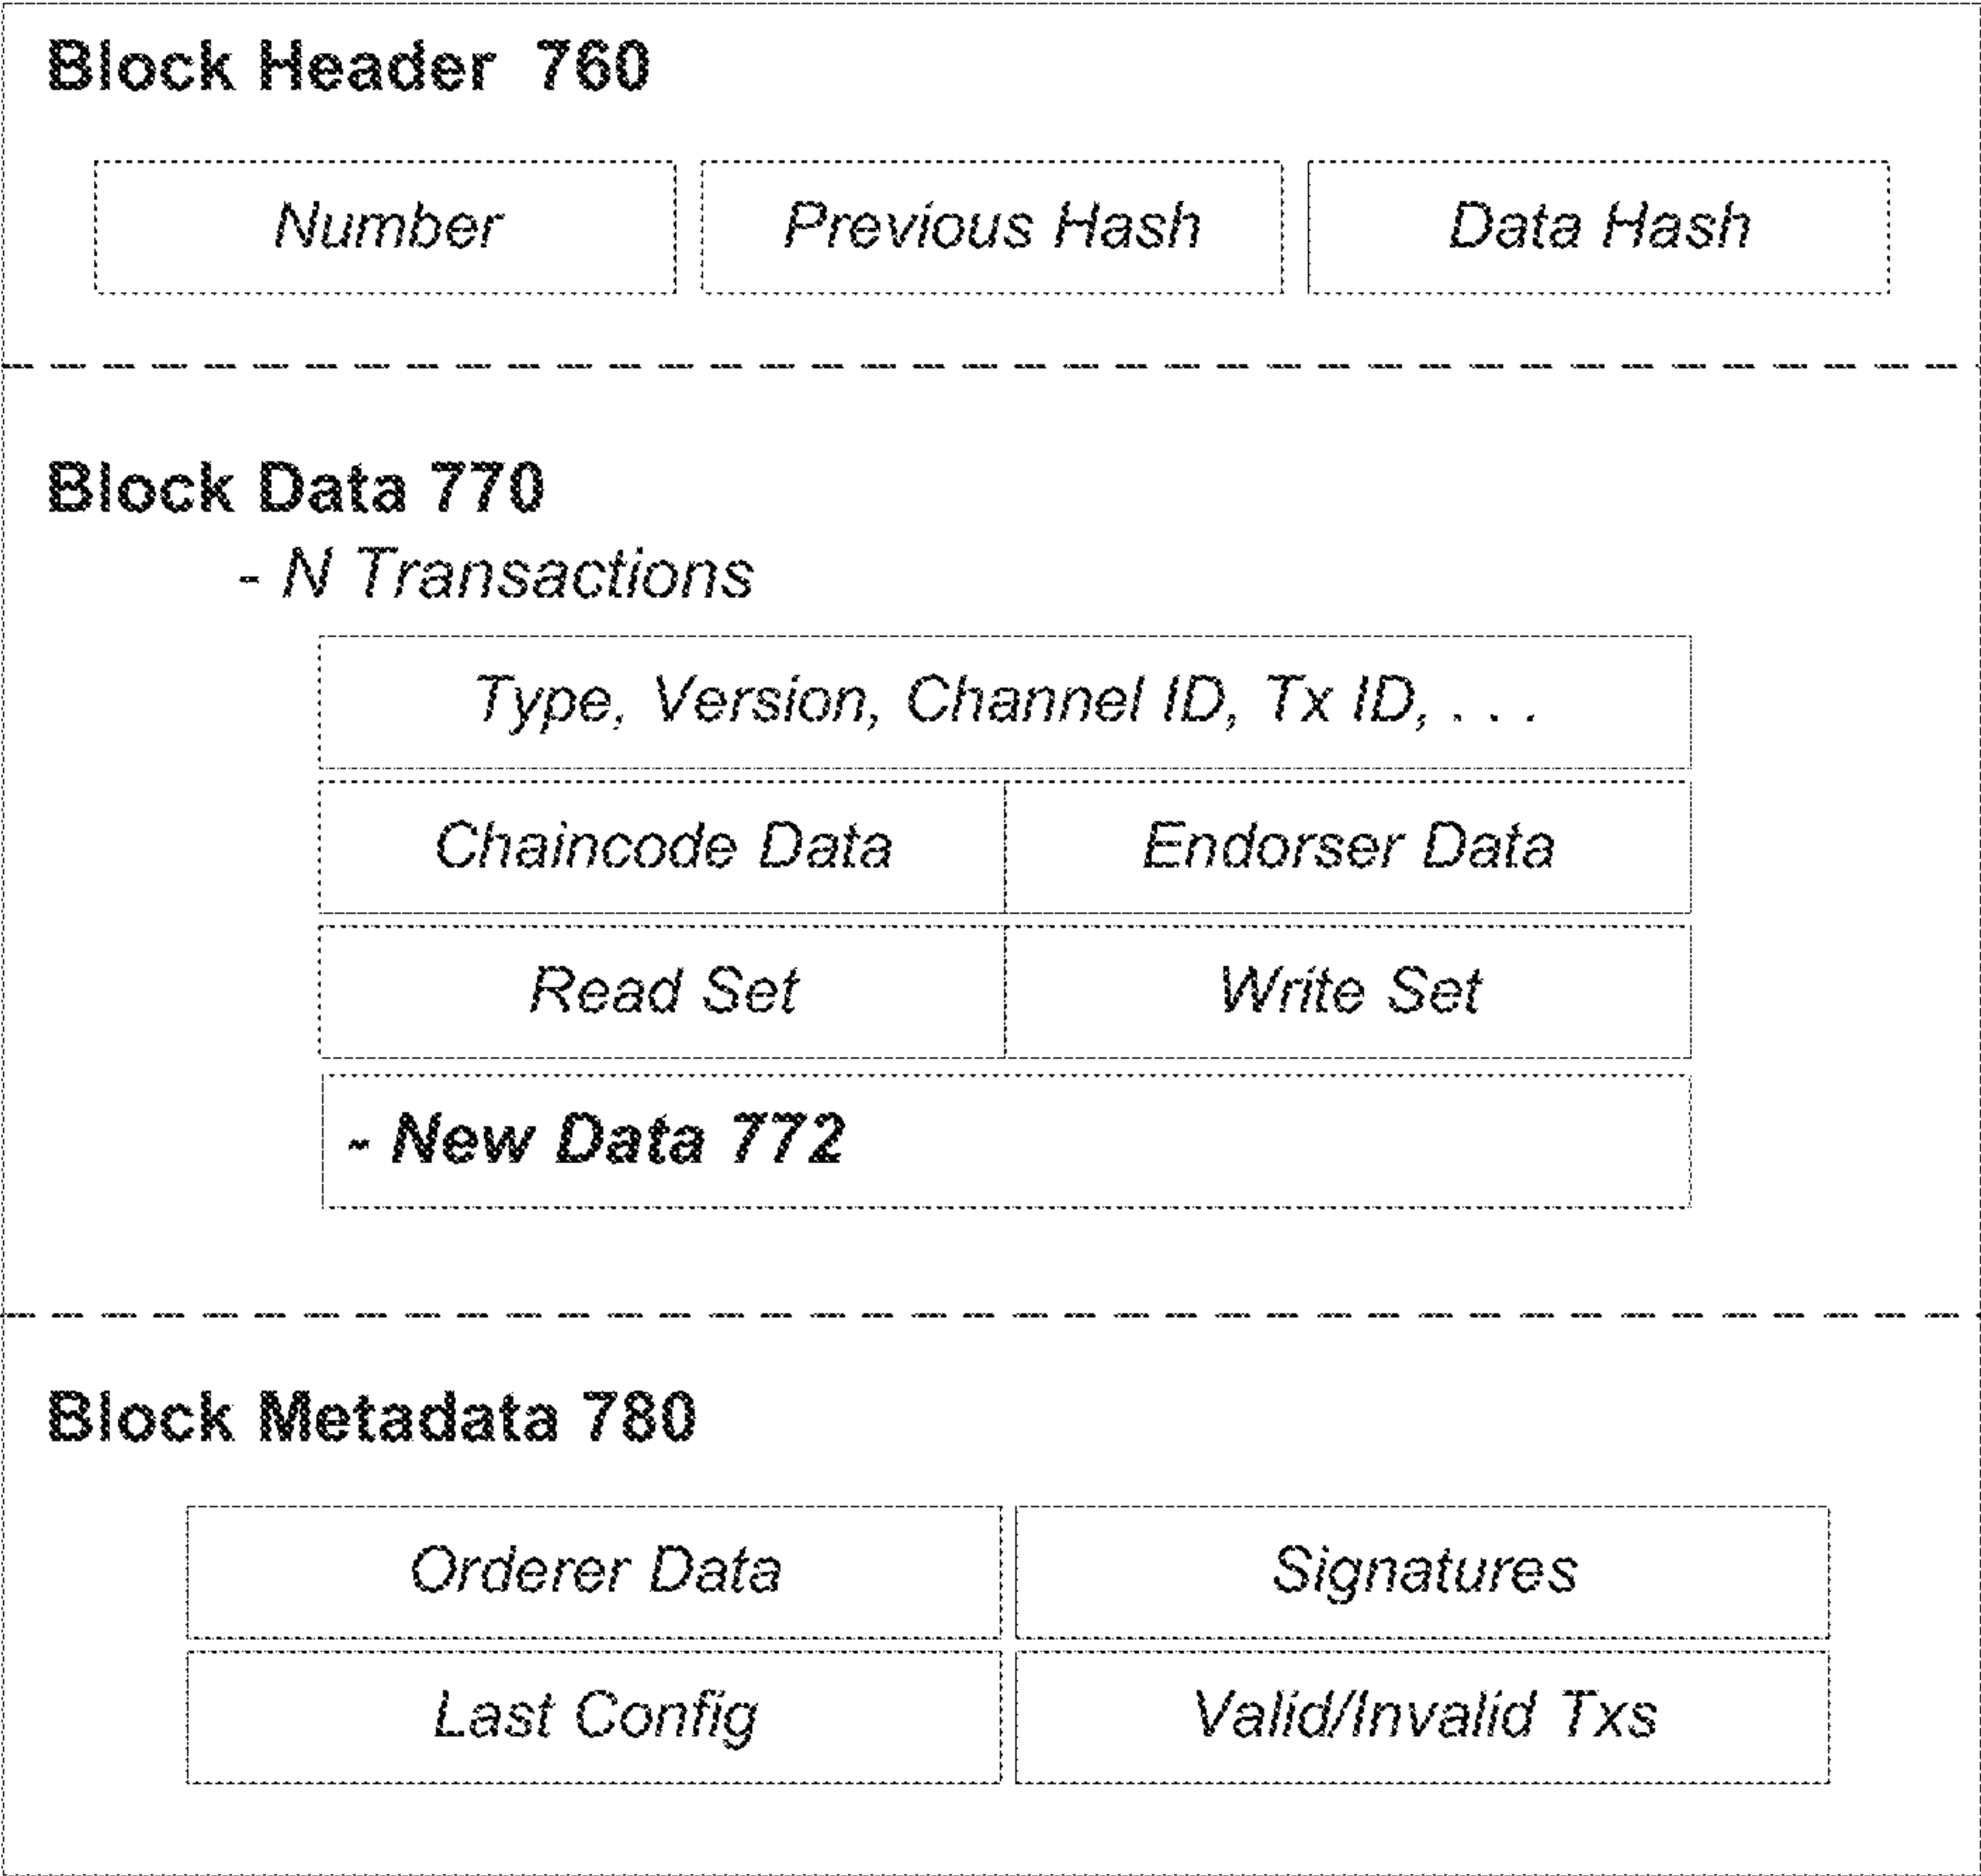 Block Header 760
Number Previous Hash Data Hash
Block Data 770
- N Transactions
Type, Version, Channel ID, Tx ID, . . .
Chaincode Data Endorser Data
Read Set Write Set
- New Data 772
Block Metadata 780
Orderer Data Signatures
Last Config Valid/Invalid Txs